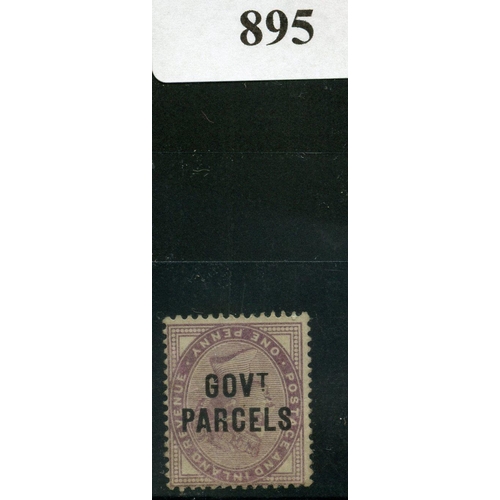 895
POSTAGE AND INLAND REVENUE · ONE PENNY ·
GOVT
PARCELS